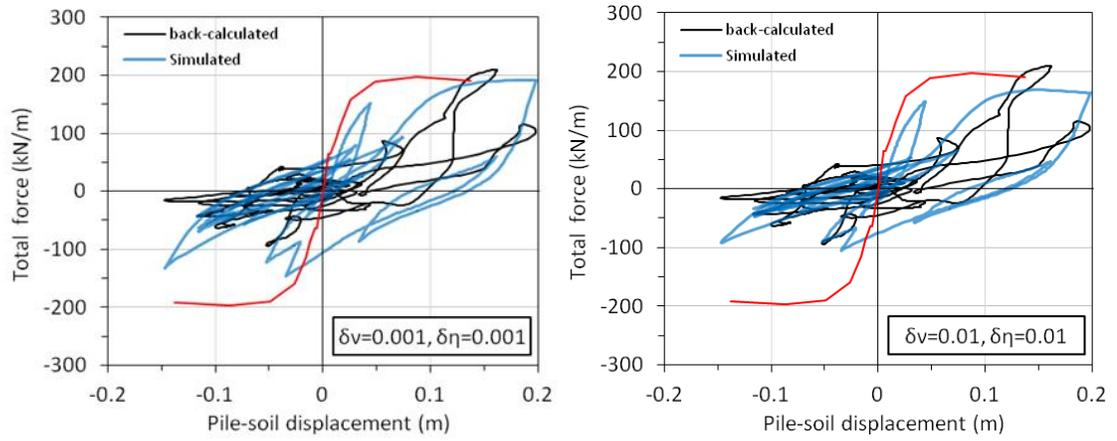 300
back-calculated
Simulated
200
100
0
-100
-200
-300
Total force (kN/m)
δν=0.001, δη=0.001
-0.2
-0.1
0
0.1
0.2
Pile-soil displacement (m)
300
back-calculated
Simulated
200
100
0
-100
-200
-300
Total force (kN/m)
δν=0.01, δη=0.01
-0.2
-0.1
0
0.1
0.2
Pile-soil displacement (m)